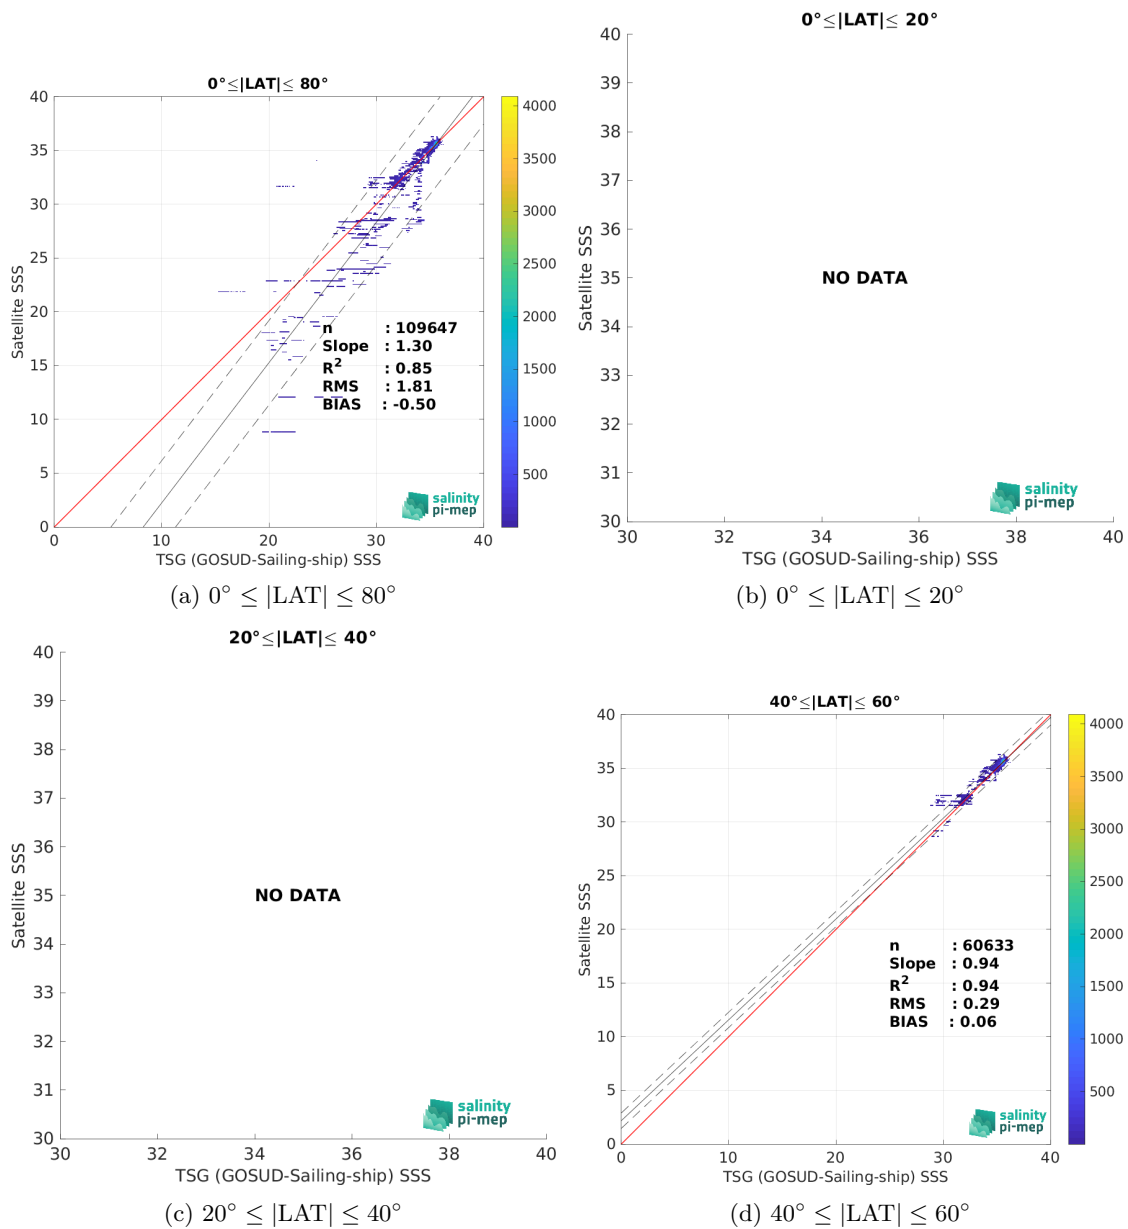 0°≤|LAT|≤ 80°
40
35
30
25
20
15
10
5
0
Satellite SSS
0
10
20
30
40
TSG (GOSUD-Sailing-ship) SSS
4000
3500
3000
2500
2000
1500
1000
500
n : 109647
Slope : 1.30
R² : 0.85
RMS : 1.81
BIAS : -0.50
salinity
pi-mep
(a) 0° ≤ |LAT| ≤ 80°
0°≤|LAT|≤ 20°
40
39
38
37
36
35
34
33
32
31
30
Satellite SSS
NO DATA
salinity
pi-mep
30
32
34
36
38
40
TSG (GOSUD-Sailing-ship) SSS
(b) 0° ≤ |LAT| ≤ 20°
20°≤|LAT|≤ 40°
40
39
38
37
36
35
34
33
32
31
30
Satellite SSS
NO DATA
salinity
pi-mep
30
32
34
36
38
40
TSG (GOSUD-Sailing-ship) SSS
(c) 20° ≤ |LAT| ≤ 40°
40°≤|LAT|≤ 60°
40
35
30
25
20
15
10
5
0
Satellite SSS
0
10
20
30
40
TSG (GOSUD-Sailing-ship) SSS
4000
3500
3000
2500
2000
1500
1000
500
n : 60633
Slope : 0.94
R² : 0.94
RMS : 0.29
BIAS : 0.06
salinity
pi-mep
(d) 40° ≤ |LAT| ≤ 60°